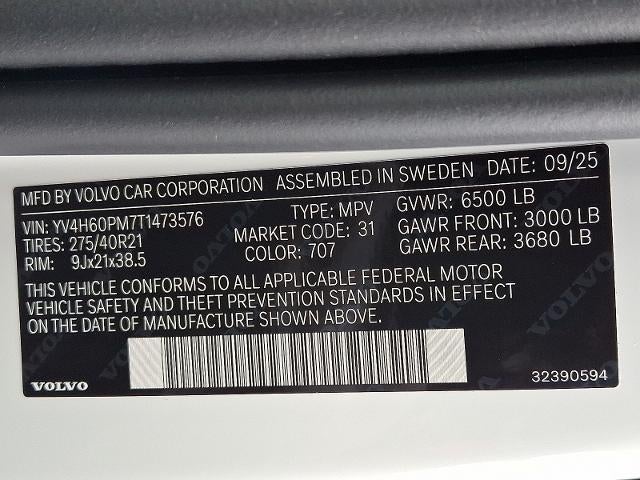 MFD BY VOLVO CAR CORPORATION ASSEMBLED IN SWEDEN DATE: 09/25
VIN: YV4H60PM7T1473576 TYPE: MPV GVWR: 6500 LB
TIRES: 275/40R21 MARKET CODE: 31 GAWR FRONT: 3000 LB
RIM: 9Jx21x38.5 COLOR: 707 GAWR REAR: 3680 LB
THIS VEHICLE CONFORMS TO ALL APPLICABLE FEDERAL MOTOR
VEHICLE SAFETY AND THEFT PREVENTION STANDARDS IN EFFECT
ON THE DATE OF MANUFACTURE SHOWN ABOVE.
VOLVO 32390594